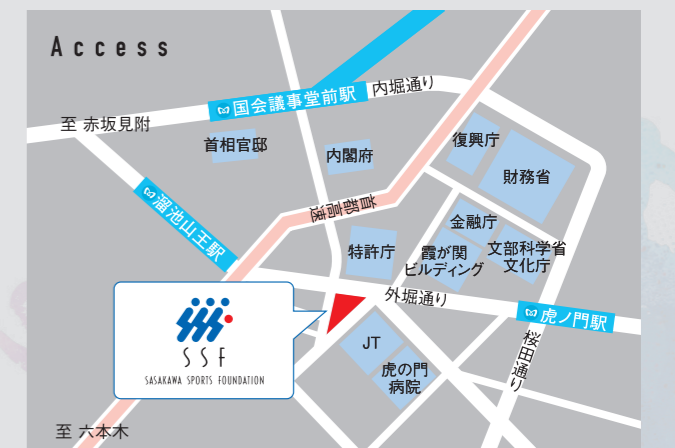 Access
国会議事堂前駅
内堀通り
至 赤坂見附
首相官邸
内閣府
復興庁
財務省
溜池山王駅
首都高速
金融庁
特許庁
霞が関
ビルディング
文部科学省
文化庁
外堀通り
虎ノ門駅
桜田通り
SSF
SASAKAWA SPORTS FOUNDATION
JT
虎の門
病院
至 六本木